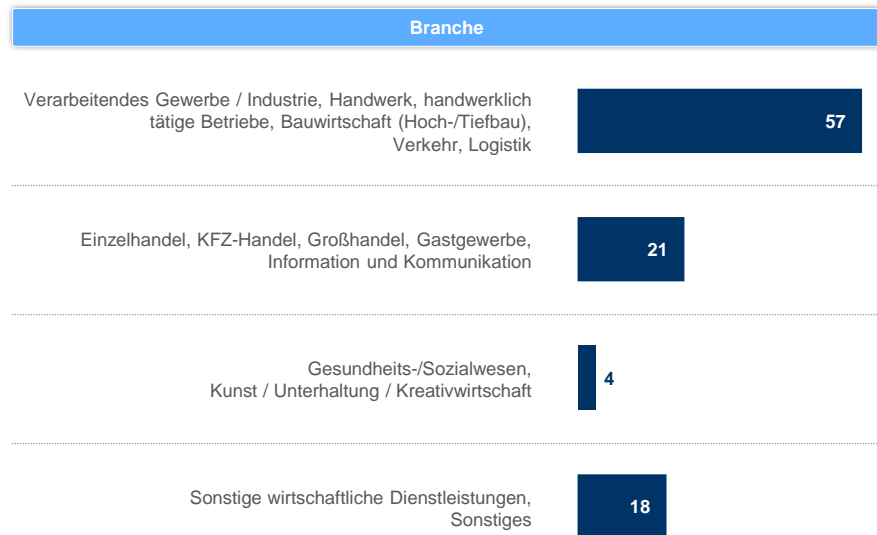 Branche
Verarbeitendes Gewerbe / Industrie, Handwerk, handwerklich
tätige Betriebe, Bauwirtschaft (Hoch-/Tiefbau),
Verkehr, Logistik
57
Einzelhandel, KFZ-Handel, Großhandel, Gastgewerbe,
Information und Kommunikation
21
Gesundheits-/Sozialwesen,
Kunst / Unterhaltung / Kreativwirtschaft
4
Sonstige wirtschaftliche Dienstleistungen,
Sonstiges
18